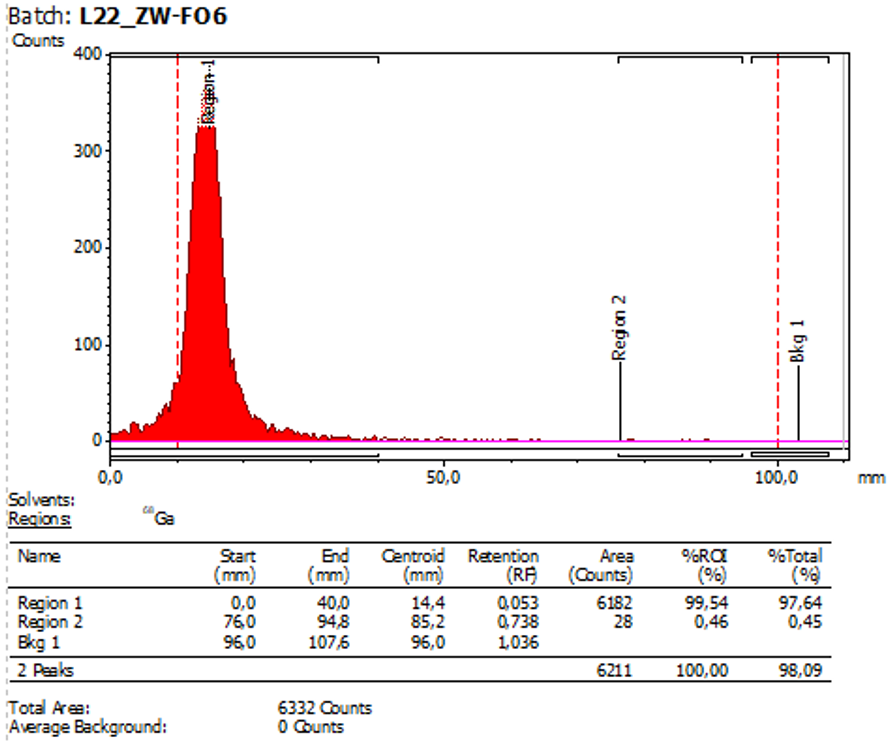 Batch: L22_ZW-FO6
Counts
400
300
200
100
0
Region 1
Region 2
Bkg 1
0,0 50,0 100,0 mm
Solvents:
Regions: ⁶⁸Ga
Name Start End Centroid Retention Area %ROI %Total
(mm) (mm) (mm) (RF) (Counts) (%) (%)
Region 1 0,0 40,0 14,4 0,053 6182 99,54 97,64
Region 2 76,0 94,8 85,2 0,738 28 0,46 0,45
Bkg 1 96,0 107,6 96,0 1,036
2 Peaks 6211 100,00 98,09
Total Area: 6332 Counts
Average Background: 0 Counts